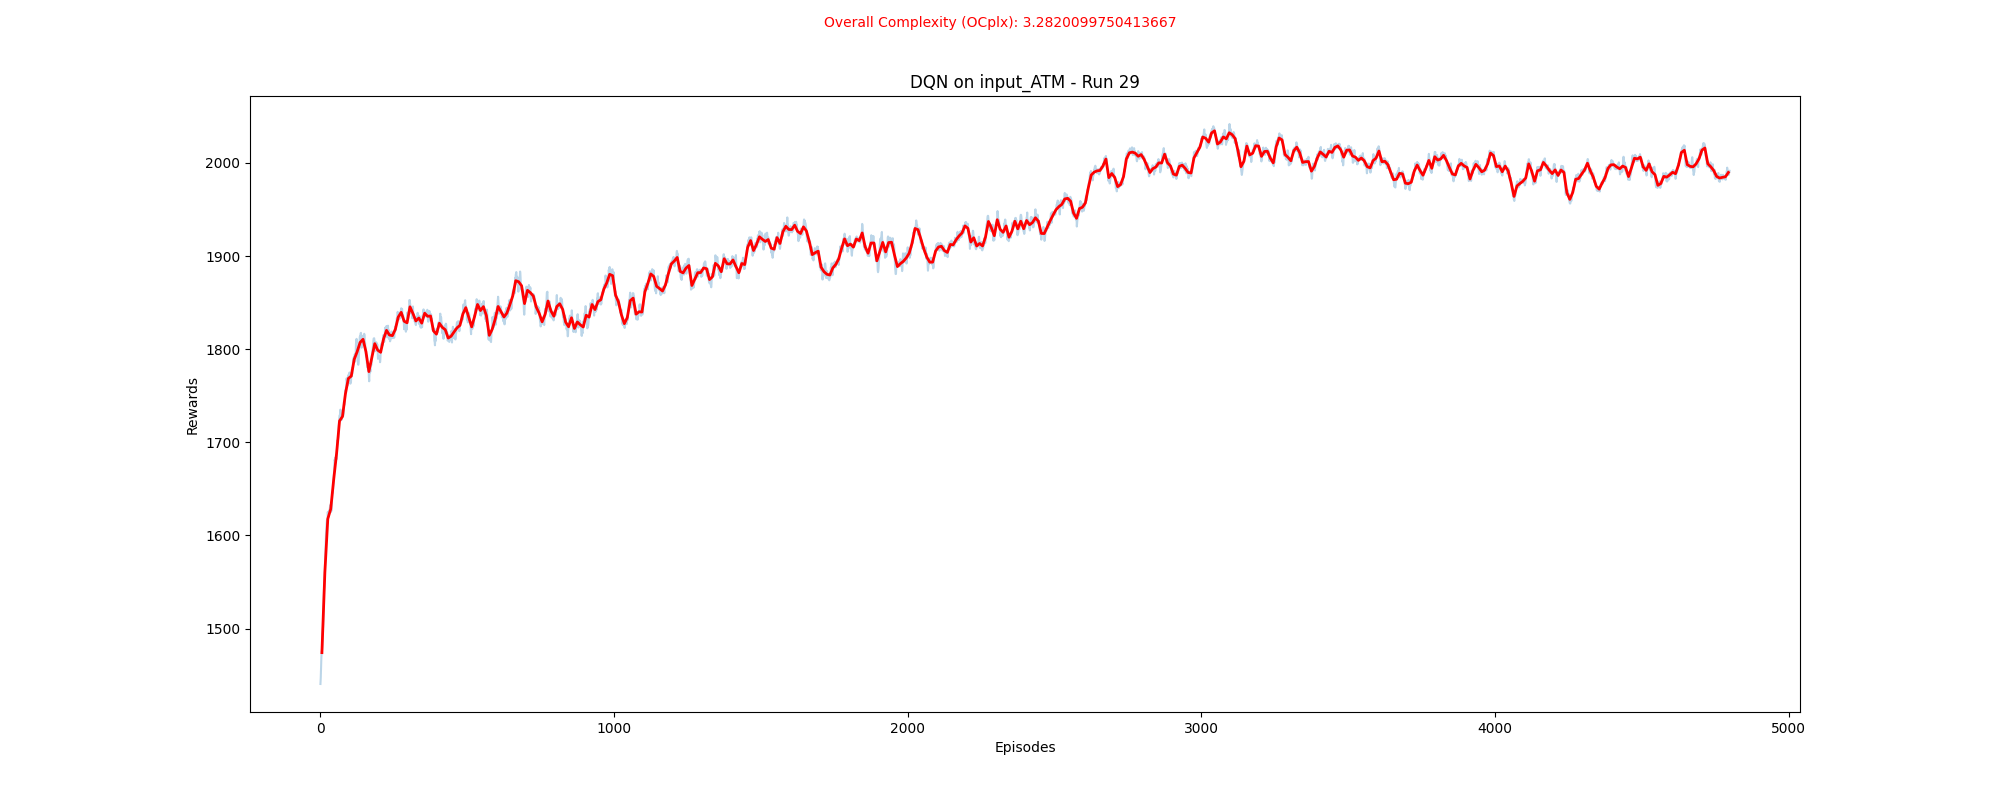 Overall Complexity (OCplx): 3.2820099750413667
DQN on input_ATM - Run 29
2000
1900
1800
1700
1600
1500
Rewards
0 1000 2000 3000 4000 5000
Episodes